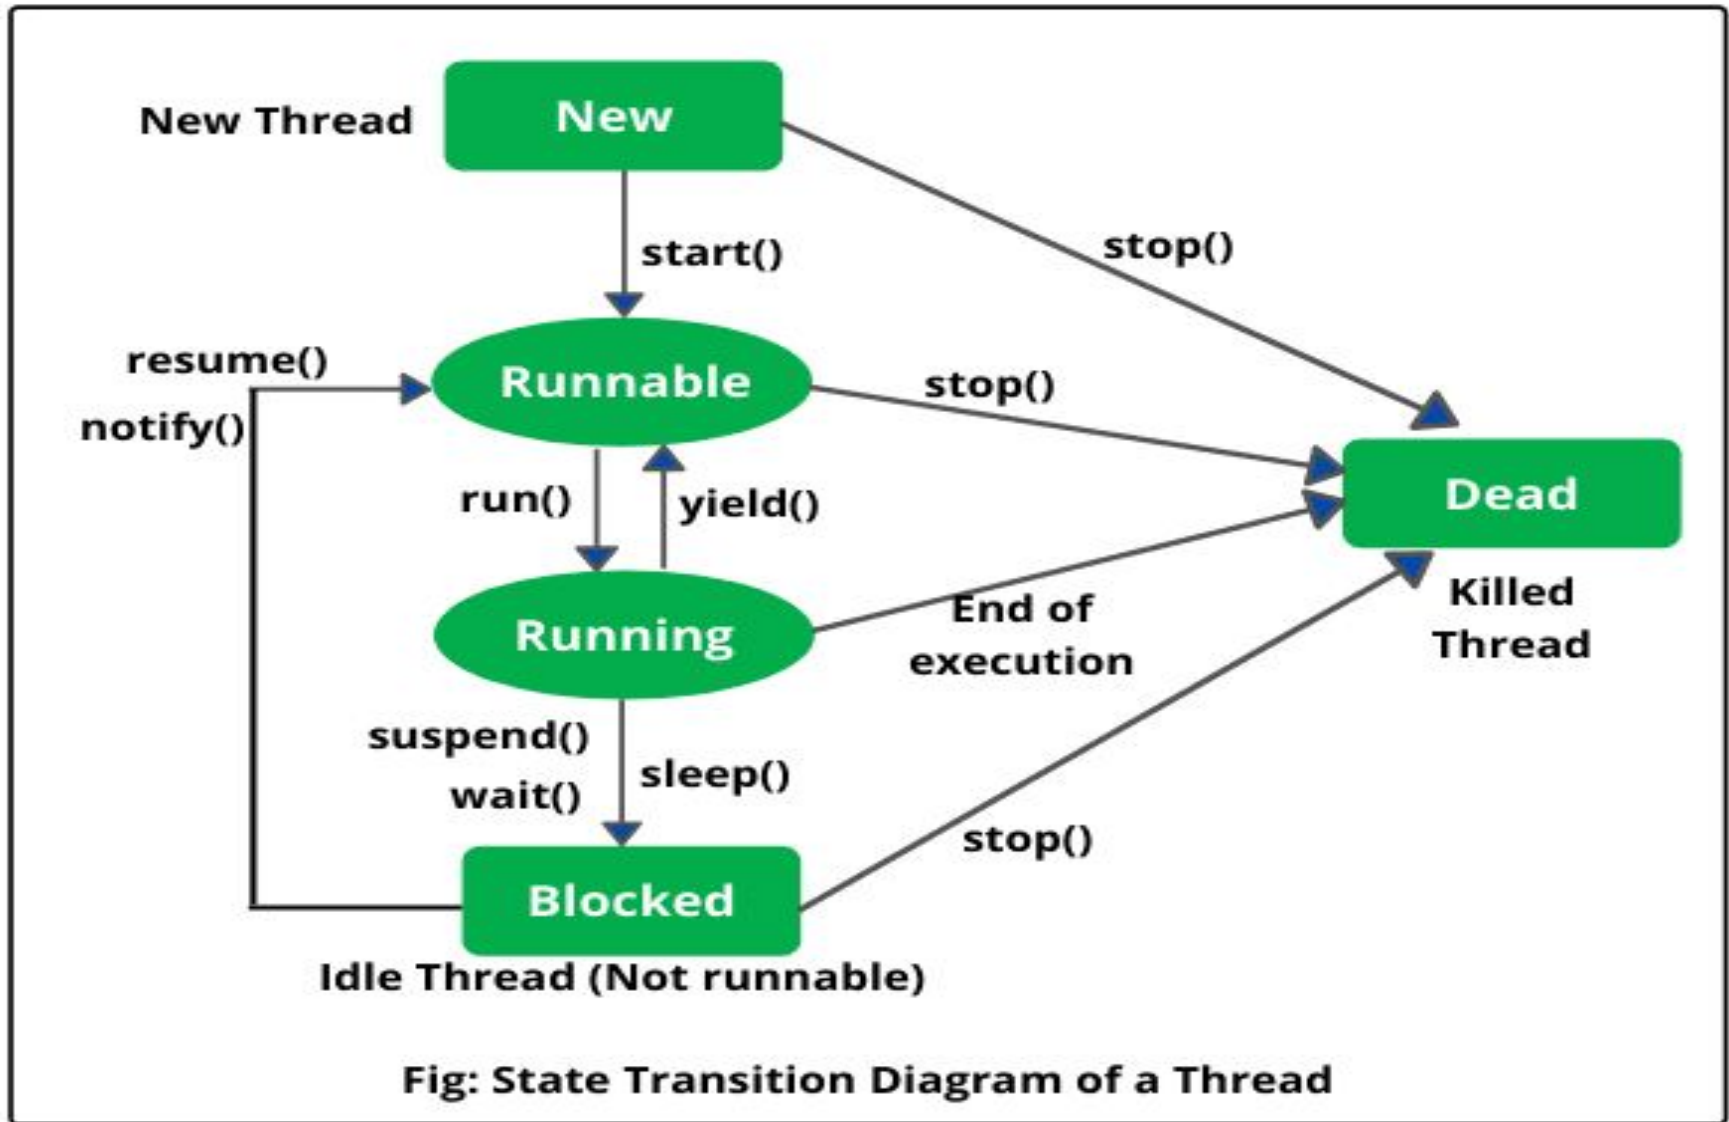 New Thread
New
start()
stop()
resume()
notify()
Runnable
stop()
run()
yield()
Dead
Killed
Thread
Running
End of
execution
suspend()
wait()
sleep()
stop()
Blocked
Idle Thread (Not runnable)
Fig: State Transition Diagram of a Thread